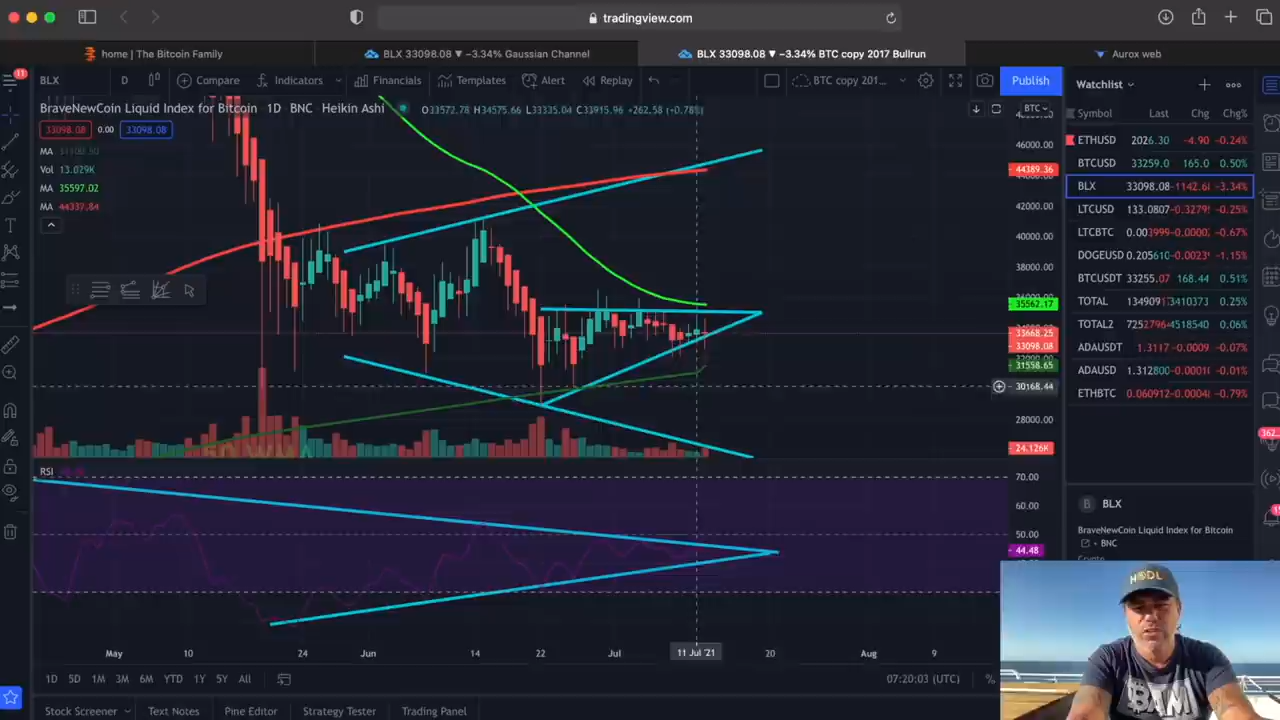 tradingview.com
home | The Bitcoin Family
BLX 33098.08 ▼ −3.34% Gaussian Channel
BLX 33098.08 ▼ −3.34% BTC copy 2017 Bullrun
Aurox web
11
BLX D Compare Indicators Financials Templates Alert Replay BTC copy 201... Publish
Watchlist
BraveNewCoin Liquid Index for Bitcoin 1D BNC Heikin Ashi O33572.78 H34575.66 L33335.04 C33915.96 +262.58 (+0.78%)
BTC
33098.08 0.00 33098.08
MA
Vol 13.029K
MA 35597.02
MA 44337.84
46000.00
44389.36
42000.00
40000.00
38000.00
35562.17
33668.25
33098.08
31558.65
30168.44
28000.00
24.126K
Symbol Last Chg Chg%
ETHUSD 2026.30 -4.90 -0.24%
BTCUSD 33259.0 165.0 0.50%
BLX 33098.08 -1142.6 -3.34%
LTCUSD 133.0807 -0.3279 -0.25%
LTCBTC 0.003999 -0.0000 -0.67%
DOGEUSD 0.205610 -0.0023 -1.15%
BTCUSDT 33255.07 168.44 0.51%
TOTAL 134909 3410373 0.25%
TOTAL2 7252796 4518540 0.06%
ADAUSDT 1.3117 -0.0009 -0.07%
ADAUSD 1.312800 -0.0001 -0.01%
ETHBTC 0.060912 -0.0004 -0.79%
362
RSI
70.00
60.00
50.00
44.48
B BLX
BraveNewCoin Liquid Index for Bitcoin
BNC
Crypto
May 10 24 Jun 14 22 Jul 11 Jul '21 20 Aug 9
1D 5D 1M 3M 6M YTD 1Y 5Y All
07:20:03 (UTC) %
Stock Screener Text Notes Pine Editor Strategy Tester Trading Panel
HODL
BAM